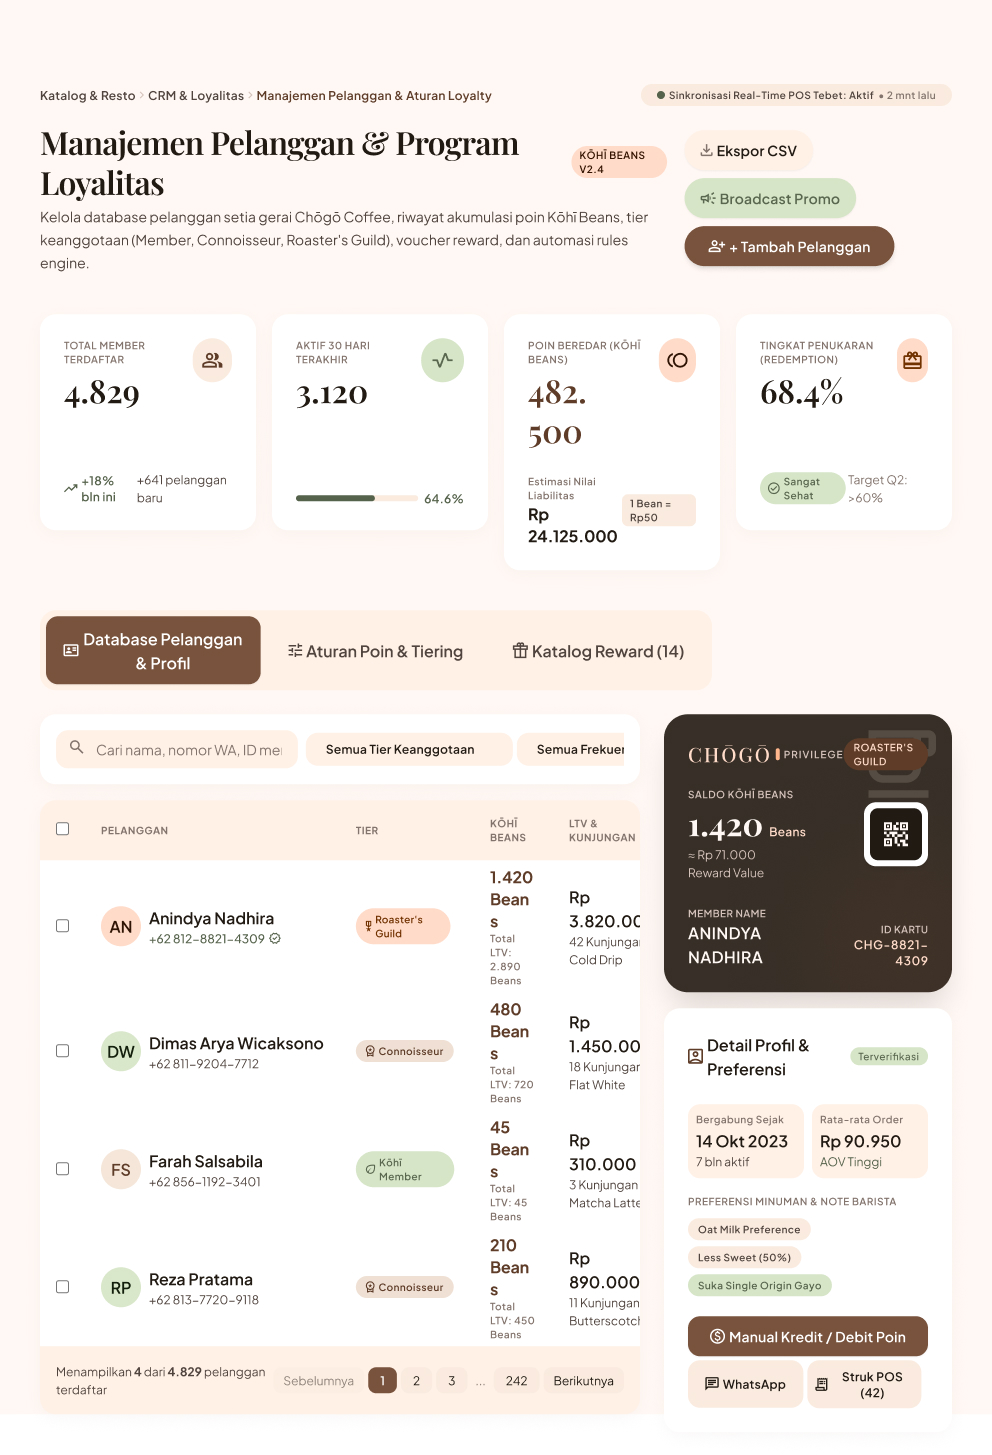 Katalog & Resto > CRM & Loyalitas > Manajemen Pelanggan & Aturan Loyalty
Sinkronisasi Real-Time POS Tebet: Aktif • 2 mnt lalu
Manajemen Pelanggan & Program
Loyalitas
KŌHĪ BEANS
V2.4
Kelola database pelanggan setia gerai Chōgō Coffee, riwayat akumulasi poin Kōhī Beans, tier
keanggotaan (Member, Connoisseur, Roaster's Guild), voucher reward, dan automasi rules
engine.
Ekspor CSV
Broadcast Promo
+ Tambah Pelanggan
TOTAL MEMBER
TERDAFTAR
4.829
+18%
bln ini
+641 pelanggan
baru
AKTIF 30 HARI
TERAKHIR
3.120
64.6%
POIN BEREDAR (KŌHĪ
BEANS)
482.
500
Estimasi Nilai
Liabilitas
Rp
24.125.000
1 Bean =
Rp50
TINGKAT PENUKARAN
(REDEMPTION)
68.4%
Sangat
Sehat
Target Q2:
>60%
Database Pelanggan
& Profil
Aturan Poin & Tiering
Katalog Reward (14)
Cari nama, nomor WA, ID me
Semua Tier Keanggotaan
Semua Frekuen
PELANGGAN
TIER
KŌHĪ
BEANS
LTV &
KUNJUNGAN
AN
Anindya Nadhira
+62 812-8821-4309
Roaster's
Guild
1.420
Bean
s
Total
LTV:
2.890
Beans
Rp
3.820.00
42 Kunjungan
Cold Drip
DW
Dimas Arya Wicaksono
+62 811-9204-7712
Connoisseur
480
Bean
s
Total
LTV: 720
Beans
Rp
1.450.00
18 Kunjungan
Flat White
FS
Farah Salsabila
+62 856-1192-3401
Kōhī
Member
45
Bean
s
Total
LTV: 45
Beans
Rp
310.000
3 Kunjungan
Matcha Latte
RP
Reza Pratama
+62 813-7720-9118
Connoisseur
210
Bean
s
Total
LTV: 450
Beans
Rp
890.000
11 Kunjungan
Butterscotch
Menampilkan 4 dari 4.829 pelanggan
terdaftar
Sebelumnya
1
2
3
...
242
Berikutnya
CHŌGŌ
PRIVILEGE
ROASTER'S
GUILD
SALDO KŌHĪ BEANS
1.420 Beans
≈ Rp 71.000
Reward Value
MEMBER NAME
ANINDYA
NADHIRA
ID KARTU
CHG-8821-
4309
Detail Profil &
Preferensi
Terverifikasi
Bergabung Sejak
14 Okt 2023
7 bln aktif
Rata-rata Order
Rp 90.950
AOV Tinggi
PREFERENSI MINUMAN & NOTE BARISTA
Oat Milk Preference
Less Sweet (50%)
Suka Single Origin Gayo
Manual Kredit / Debit Poin
WhatsApp
Struk POS
(42)